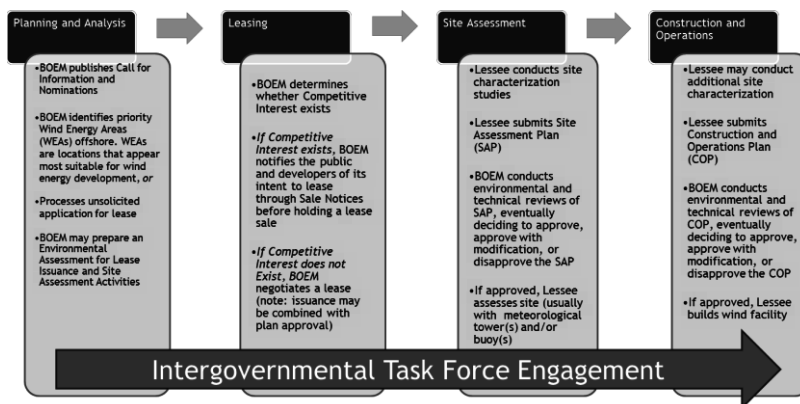 Planning and Analysis
•BOEM publishes Call for
Information and
Nominations
•BOEM identifies priority
Wind Energy Areas
(WEAs) offshore. WEAs
are locations that appear
most suitable for wind
energy development, or
•Processes unsolicited
application for lease
•BOEM may prepare an
Environmental
Assessment for Lease
Issuance and Site
Assessment Activities
Leasing
•BOEM determines
whether Competitive
Interest exists
•If Competitive
Interest exists, BOEM
notifies the public
and developers of its
intent to lease
through Sale Notices
before holding a lease
sale
•If Competitive
Interest does not
Exist, BOEM
negotiates a lease
(note: issuance may
be combined with
plan approval)
Site Assessment
•Lessee conducts site
characterization
studies
•Lessee submits Site
Assessment Plan
(SAP)
•BOEM conducts
environmental and
technical reviews of
SAP, eventually
deciding to approve,
approve with
modification, or
disapprove the SAP
•If approved, Lessee
assesses site (usually
with meteorological
tower(s) and/or
buoy(s)
Construction and
Operations
•Lessee may conduct
additional site
characterization
•Lessee submits
Construction and
Operations Plan
(COP)
•BOEM conducts
environmental and
technical reviews of
COP, eventually
deciding to approve,
approve with
modification, or
disapprove the COP
•If approved, Lessee
builds wind facility
Intergovernmental Task Force Engagement